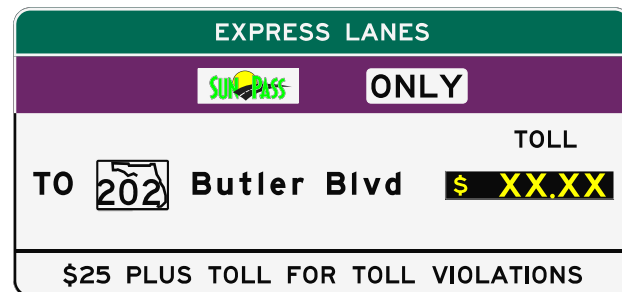 EXPRESS LANES
SUNPASS ONLY
TOLL
TO 202 Butler Blvd $ XX.XX
$25 PLUS TOLL FOR TOLL VIOLATIONS